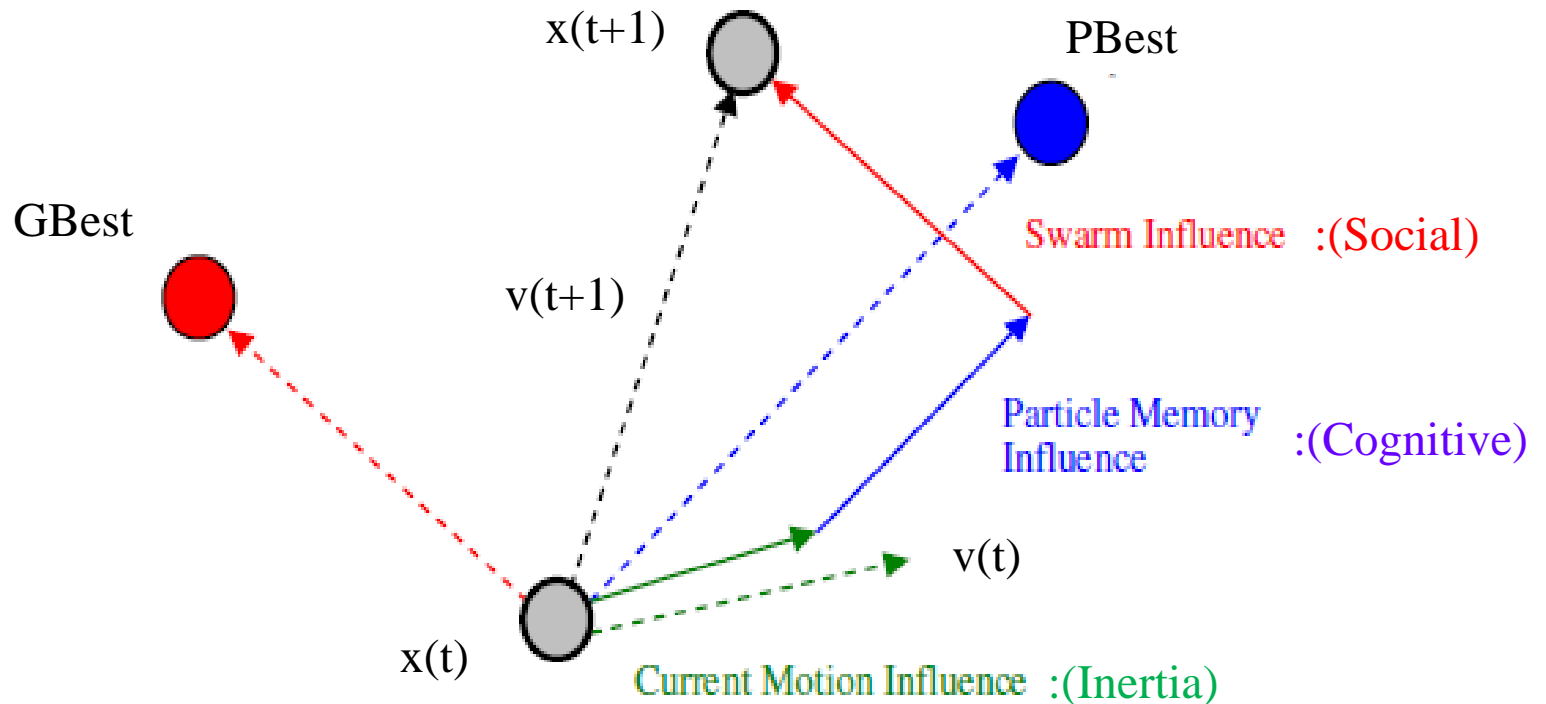 x(t+1)
PBest
GBest
Swarm Influence :(Social)
v(t+1)
Particle Memory
Influence :(Cognitive)
v(t)
x(t)
Current Motion Influence :(Inertia)